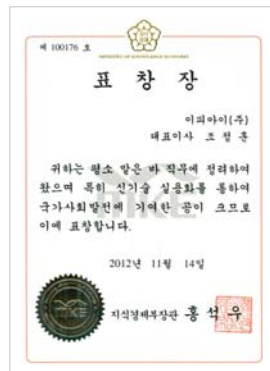 제 100176 호
MINISTRY OF KNOWLEDGE ECONOMY
표 창 장
이피아이(주)
대표이사 조 정 훈
귀하는 평소 맡은 바 직무에 정려하여
왔으며 특히 신기술 실용화를 통하여
국가사회발전에 기여한 공이 크므로
이에 표창합니다.
MKE
2012년 11월 14일
지식경제부장관 홍 석 우